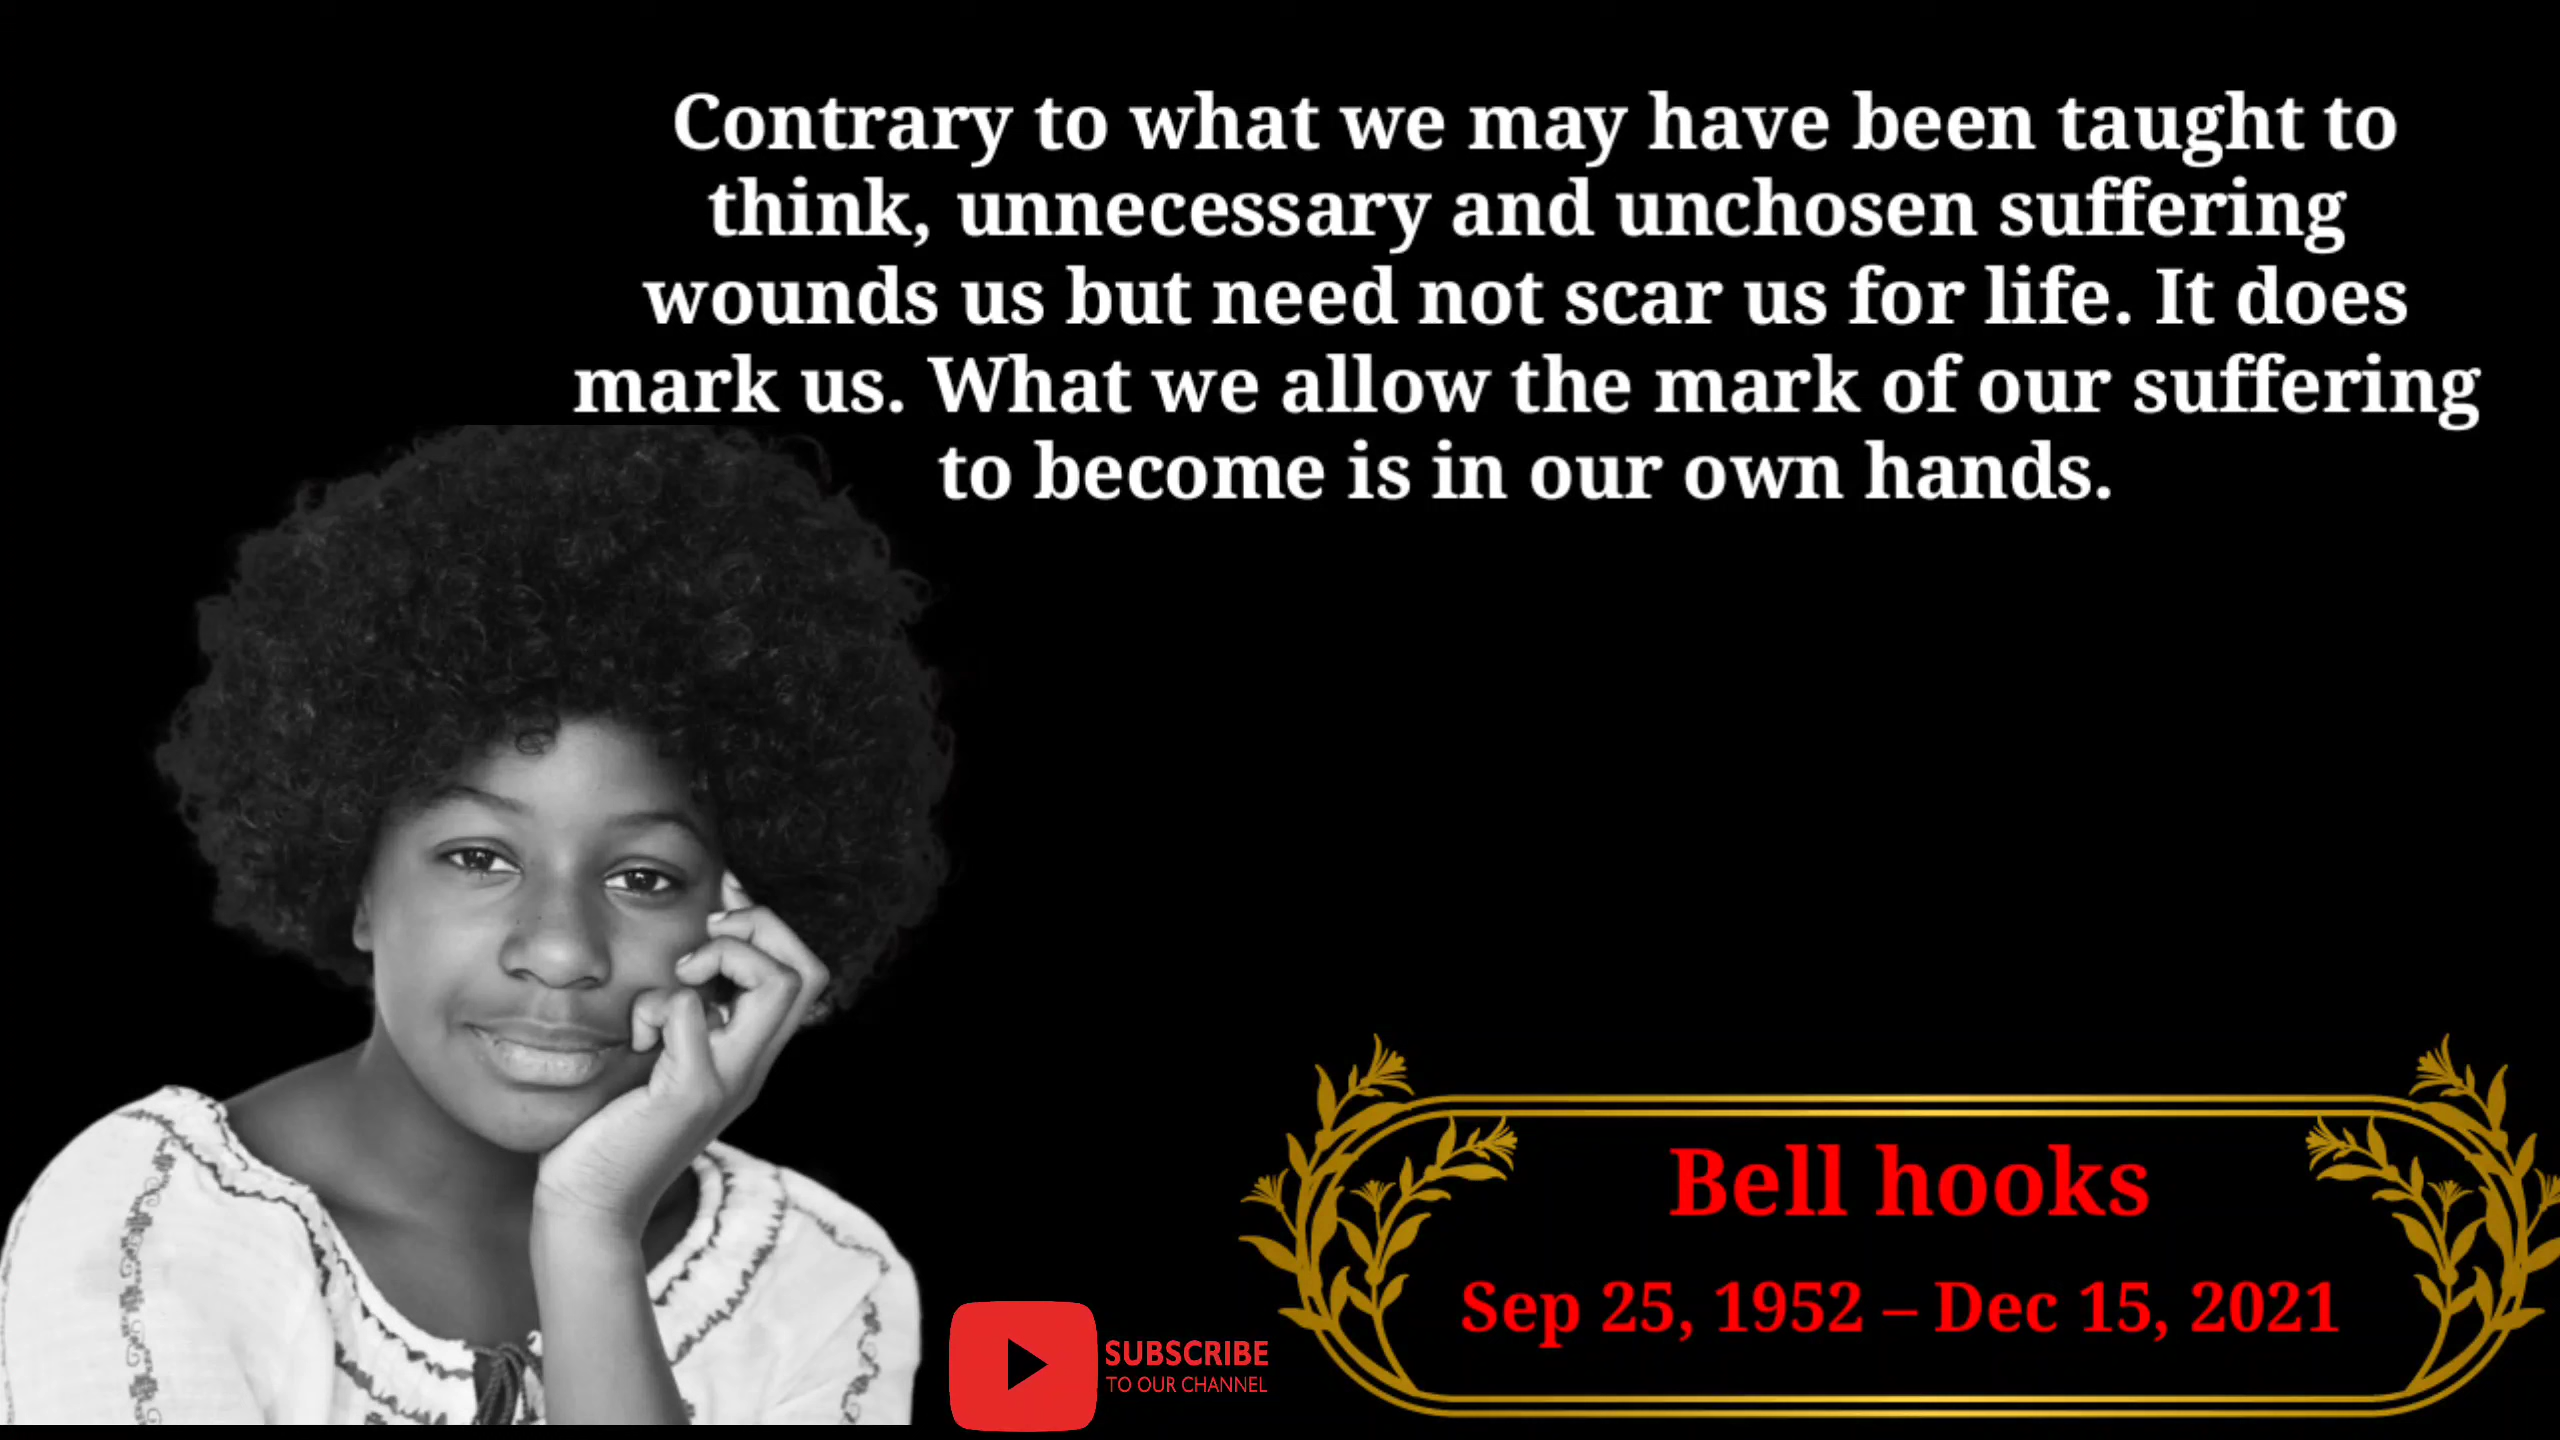 Contrary to what we may have been taught to
think, unnecessary and unchosen suffering
wounds us but need not scar us for life. It does
mark us. What we allow the mark of our suffering
to become is in our own hands.
Bell hooks
Sep 25, 1952 – Dec 15, 2021
SUBSCRIBE
TO OUR CHANNEL